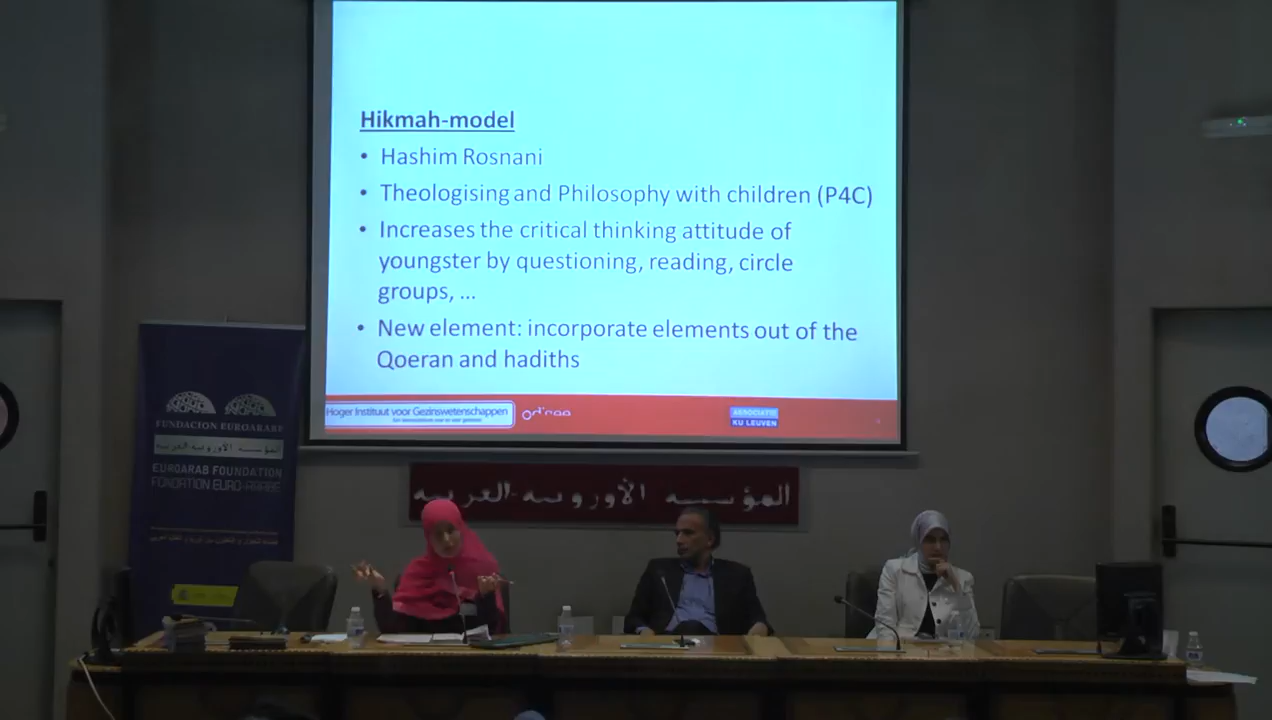 Hikmah-model
• Hashim Rosnani
• Theologising and Philosophy with children (P4C)
• Increases the critical thinking attitude of
youngster by questioning, reading, circle
groups, ...
• New element: incorporate elements out of the
Qoeran and hadiths
Hoger Instituut voor Gezinswetenschappen
odisee
ASSOCIATIE
KU LEUVEN
FUNDACION EUROARABE
المؤسسة الأوروبية العربية
EUROARAB FOUNDATION
FONDATION EURO-ARABE
المؤسسة الأوروبية-العربية